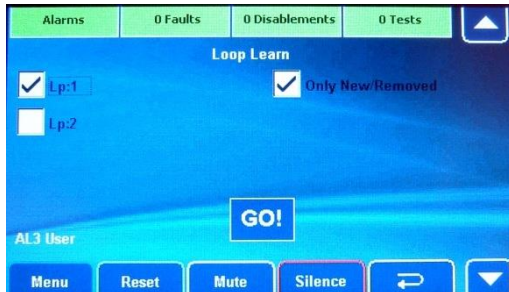 Alarms 0 Faults 0 Disablements 0 Tests
Loop Learn
Lp:1 Only New/Removed
Lp:2
GO!
AL3 User
Menu Reset Mute Silence